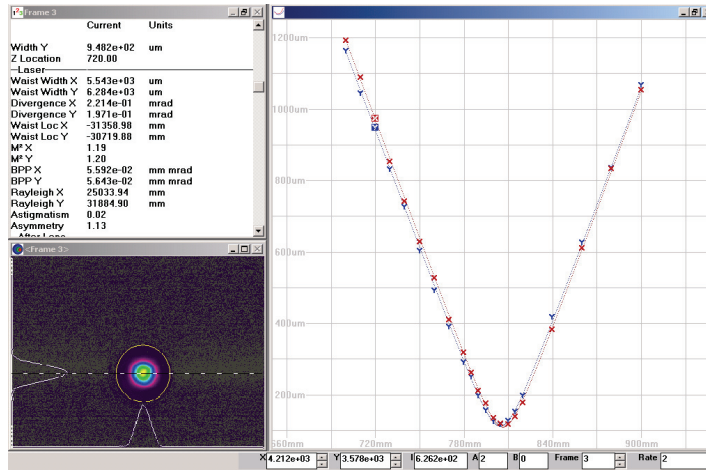 Frame 3
Current Units
Width Y 9.482e+02 um
Z Location 720.00
Laser
Waist Width X 5.543e+03 um
Waist Width Y 6.284e+03 um
Divergence X 2.214e-01 mrad
Divergence Y 1.971e-01 mrad
Waist Loc X -31358.98 mm
Waist Loc Y -30719.88 mm
M² X 1.19
M² Y 1.20
BPP X 5.592e-02 mm mrad
BPP Y 5.643e-02 mm mrad
Rayleigh X 25033.94 mm
Rayleigh Y 31884.90 mm
Astigmatism 0.02
Asymmetry 1.13
After Lens
<Frame 3>
1200um
1000um
800um
600um
400um
200um
660mm 720mm 780mm 840mm 900mm
X 4.212e+03 Y 3.578e+03 I 6.262e+02 A 2 B 0 Frame 3 Rate 2